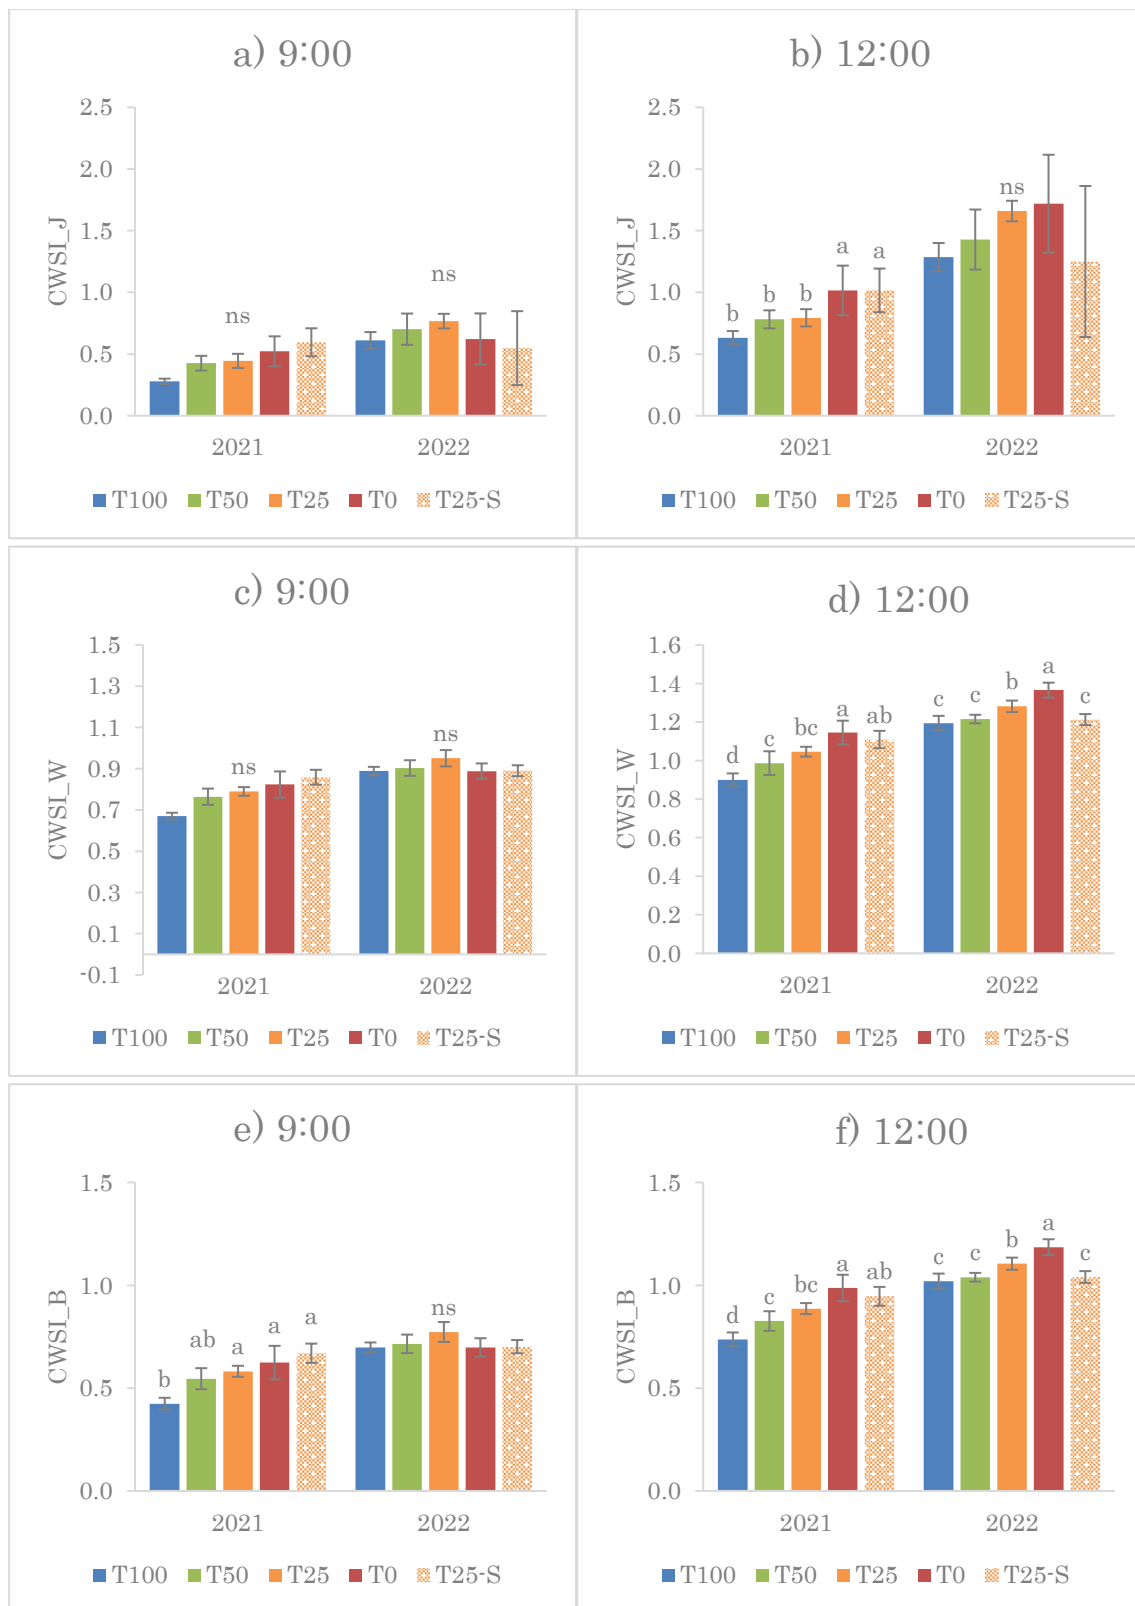 a) 9:00
2.5
2.0
1.5
1.0
0.5
0.0
CWSI_J
ns
ns
2021
2022
T100 T50 T25 T0 T25-S
b) 12:00
2.5
2.0
1.5
1.0
0.5
0.0
CWSI_J
b b b a a
ns
2021
2022
T100 T50 T25 T0 T25-S
c) 9:00
1.5
1.3
1.1
0.9
0.7
0.5
0.3
0.1
-0.1
CWSI_W
ns
ns
2021
2022
T100 T50 T25 T0 T25-S
d) 12:00
1.6
1.4
1.2
1.0
0.8
0.6
0.4
0.2
0.0
CWSI_W
d c bc a ab
c c b a c
2021
2022
T100 T50 T25 T0 T25-S
e) 9:00
1.5
1.0
0.5
0.0
CWSI_B
b ab a a a
ns
2021
2022
T100 T50 T25 T0 T25-S
f) 12:00
1.5
1.0
0.5
0.0
CWSI_B
d c bc a ab
c c b a c
2021
2022
T100 T50 T25 T0 T25-S